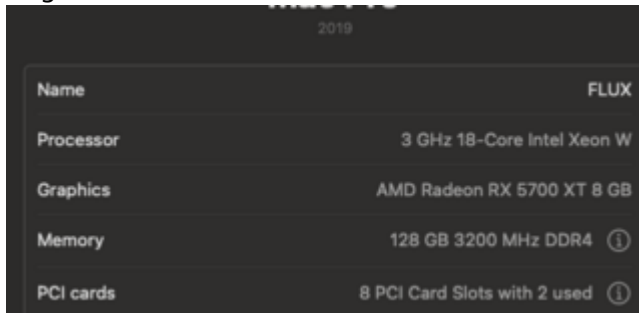 2019
Name FLUX
Processor 3 GHz 18-Core Intel Xeon W
Graphics AMD Radeon RX 5700 XT 8 GB
Memory 128 GB 3200 MHz DDR4
PCI cards 8 PCI Card Slots with 2 used